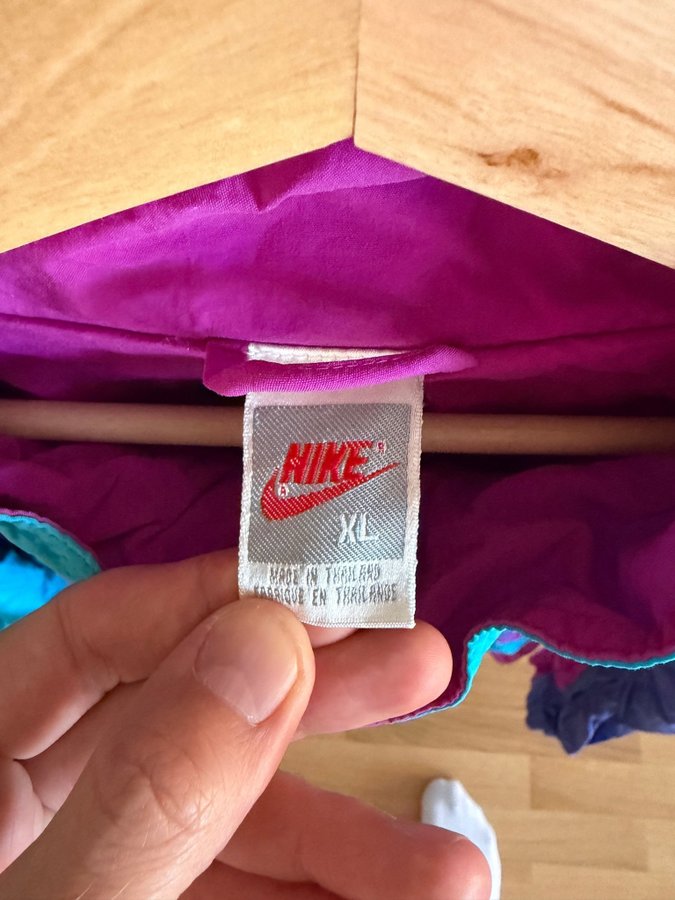 NIKE®
®
XL
MADE IN THAILAND
FABRIQUE EN THAILANDE